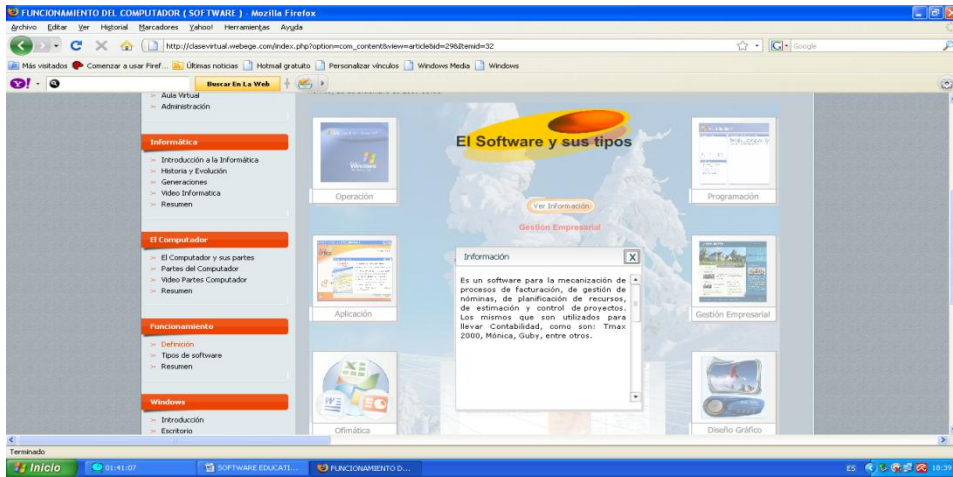 FUNCIONAMIENTO DEL COMPUTADOR ( SOFTWARE ) - Mozilla Firefox
Archivo Editar Ver Historial Marcadores Yahoo! Herramientas Ayuda
http://clasevirtual.webege.com/index.php?option=com_content&view=article&id=29&Itemid=32
Google
Más visitados Comenzar a usar Firef... Últimas noticias Hotmail gratuito Personalizar vínculos Windows Media Windows
Buscar En La Web
Aula Virtual
Administración
Informática
Introducción a la Informática
Historia y Evolución
Generaciones
Video Informatica
Resumen
El Computador
El Computador y sus partes
Partes del Computador
Video Partes Computador
Resumen
Funcionamiento
Definición
Tipos de software
Resumen
Windows
Introducción
Escritorio
El Software y sus tipos
Windows
Operación
Programación
Ver Información
Gestión Empresarial
Office
Aplicación
Gestión Empresarial
Información X
Es un software para la mecanización de
procesos de facturación, de gestión de
nóminas, de planificación de recursos,
de estimación y control de proyectos.
Los mismos que son utilizados para
llevar Contabilidad, como son: Tmax
2000, Mónica, Guby, entre otros.
Ofimática
Diseño Gráfico
Terminado
Inicio 01:41:07 SOFTWARE EDUCATI... FUNCIONAMIENTO D... ES 18:39